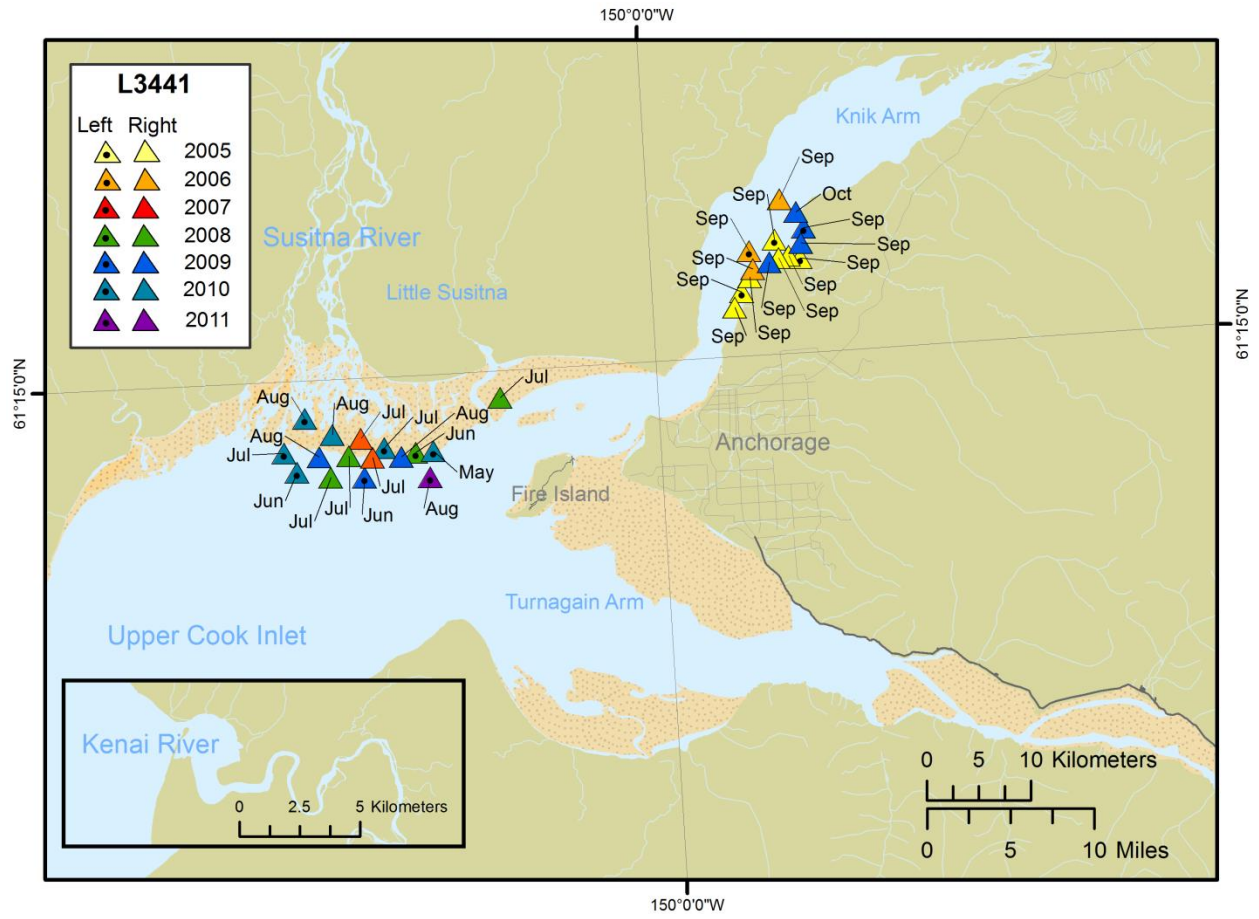 150°0'0"W
L3441
Left Right
2005
2006
2007
2008
2009
2010
2011
Knik Arm
Sep
Sep
Oct
Sep
Sep
Sep
Sep
Sep
Sep
Sep
Sep
Sep
Sep
Sep
Susitna River
Little Susitna
61°15'0"N
61°15'0"N
Jul
Aug
Aug
Jul
Jul
Aug
Jun
Aug
Jul
May
Jun
Jul
Jul
Jul
Jun
Aug
Anchorage
Fire Island
Turnagain Arm
Upper Cook Inlet
Kenai River
0 2.5 5 Kilometers
0 5 10 Kilometers
0 5 10 Miles
150°0'0"W